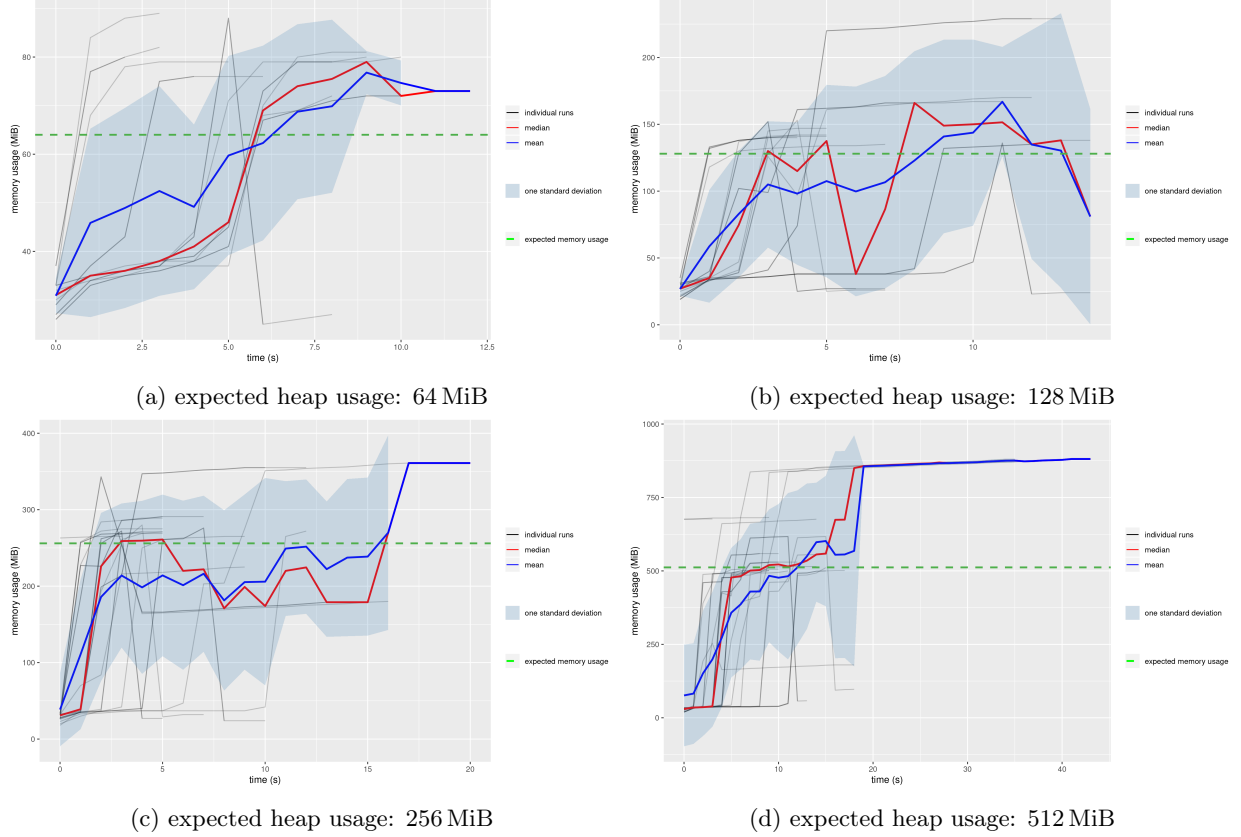 memory usage (MiB)
80
60
40
0.0 2.5 5.0 7.5 10.0 12.5
time (s)
individual runs
median
mean
one standard deviation
expected memory usage
(a) expected heap usage: 64 MiB
memory usage (MiB)
200
150
100
50
0
0 5 10
time (s)
individual runs
median
mean
one standard deviation
expected memory usage
(b) expected heap usage: 128 MiB
memory usage (MiB)
400
300
200
100
0
0 5 10 15 20
time (s)
individual runs
median
mean
one standard deviation
expected memory usage
(c) expected heap usage: 256 MiB
memory usage (MiB)
1000
750
500
250
0
0 10 20 30 40
time (s)
individual runs
median
mean
one standard deviation
expected memory usage
(d) expected heap usage: 512 MiB